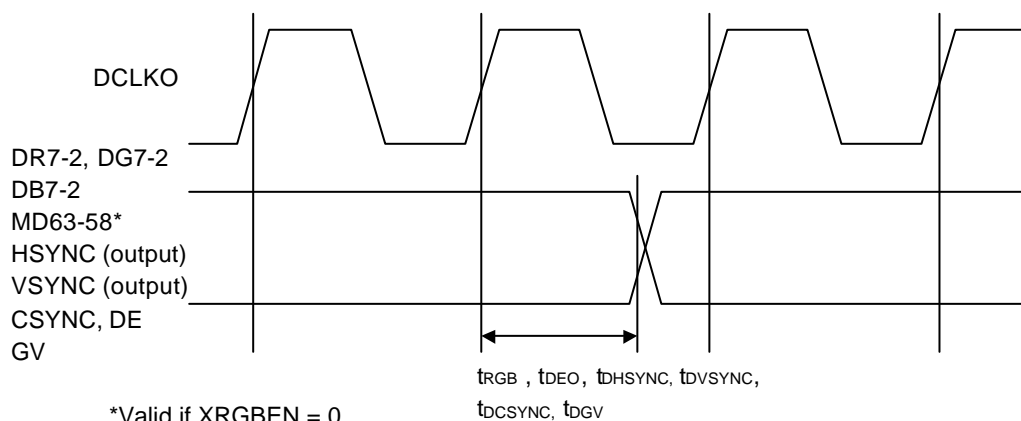 DCLKO
DR7-2, DG7-2
DB7-2
MD63-58*
HSYNC (output)
VSYNC (output)
CSYNC, DE
GV
tRGB , tDEO, tDHSYNC, tDVSYNC,
tDCSYNC, tDGV
*Valid if XRGBEN = 0